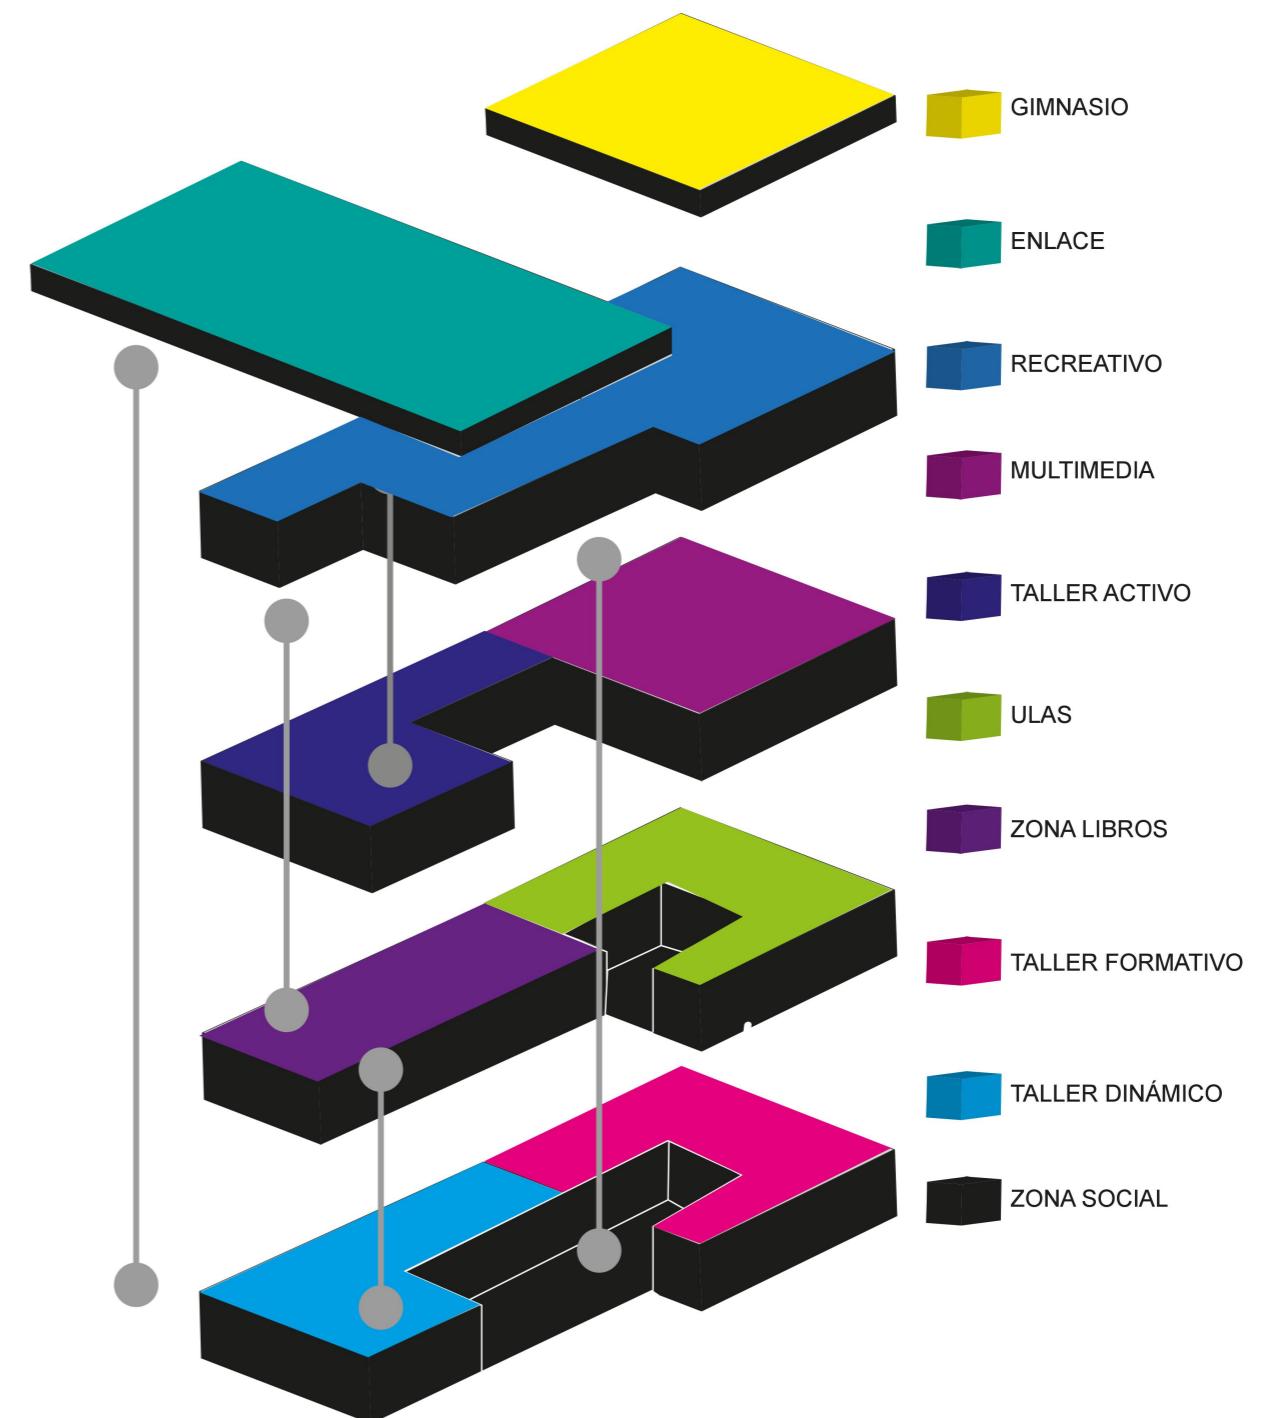 GIMNASIO
ENLACE
RECREATIVO
MULTIMEDIA
TALLER ACTIVO
ULAS
ZONA LIBROS
TALLER FORMATIVO
TALLER DINÁMICO
ZONA SOCIAL